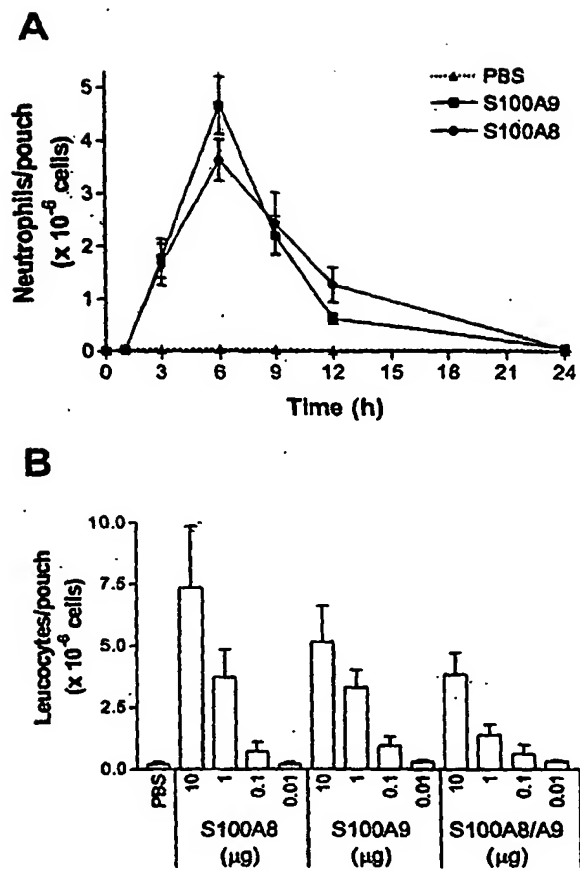 A
Neutrophils/pouch
(x 10⁻⁶ cells)
5
4
3
2
1
0
PBS
S100A9
S100A8
0 3 6 9 12 15 18 21 24
Time (h)
B
Leucocytes/pouch
(x 10⁻⁶ cells)
10.0
7.5
5.0
2.5
0.0
PBS 10 1 0.1 0.01 10 1 0.1 0.01 10 1 0.1 0.01
S100A8 S100A9 S100A8/A9
(µg) (µg) (µg)